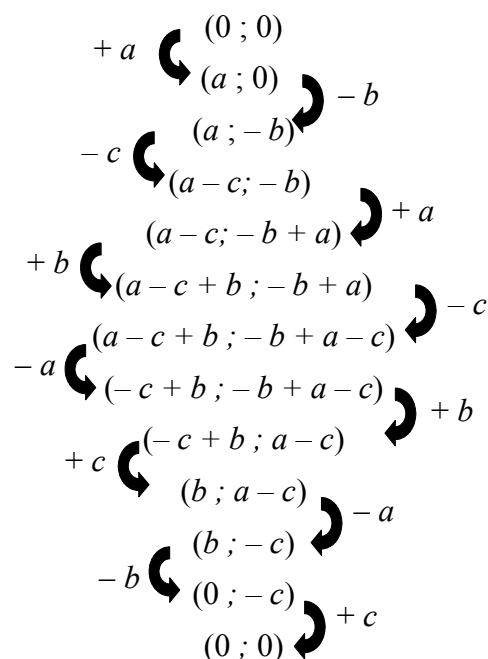 (0 ; 0)
+ a
(a ; 0)
– b
(a ; – b)
– c
(a – c; – b)
+ a
(a – c; – b + a)
+ b
(a – c + b ; – b + a)
– c
(a – c + b ; – b + a – c)
– a
(– c + b ; – b + a – c)
+ b
(– c + b ; a – c)
+ c
(b ; a – c)
– a
(b ; – c)
– b
(0 ; – c)
+ c
(0 ; 0)